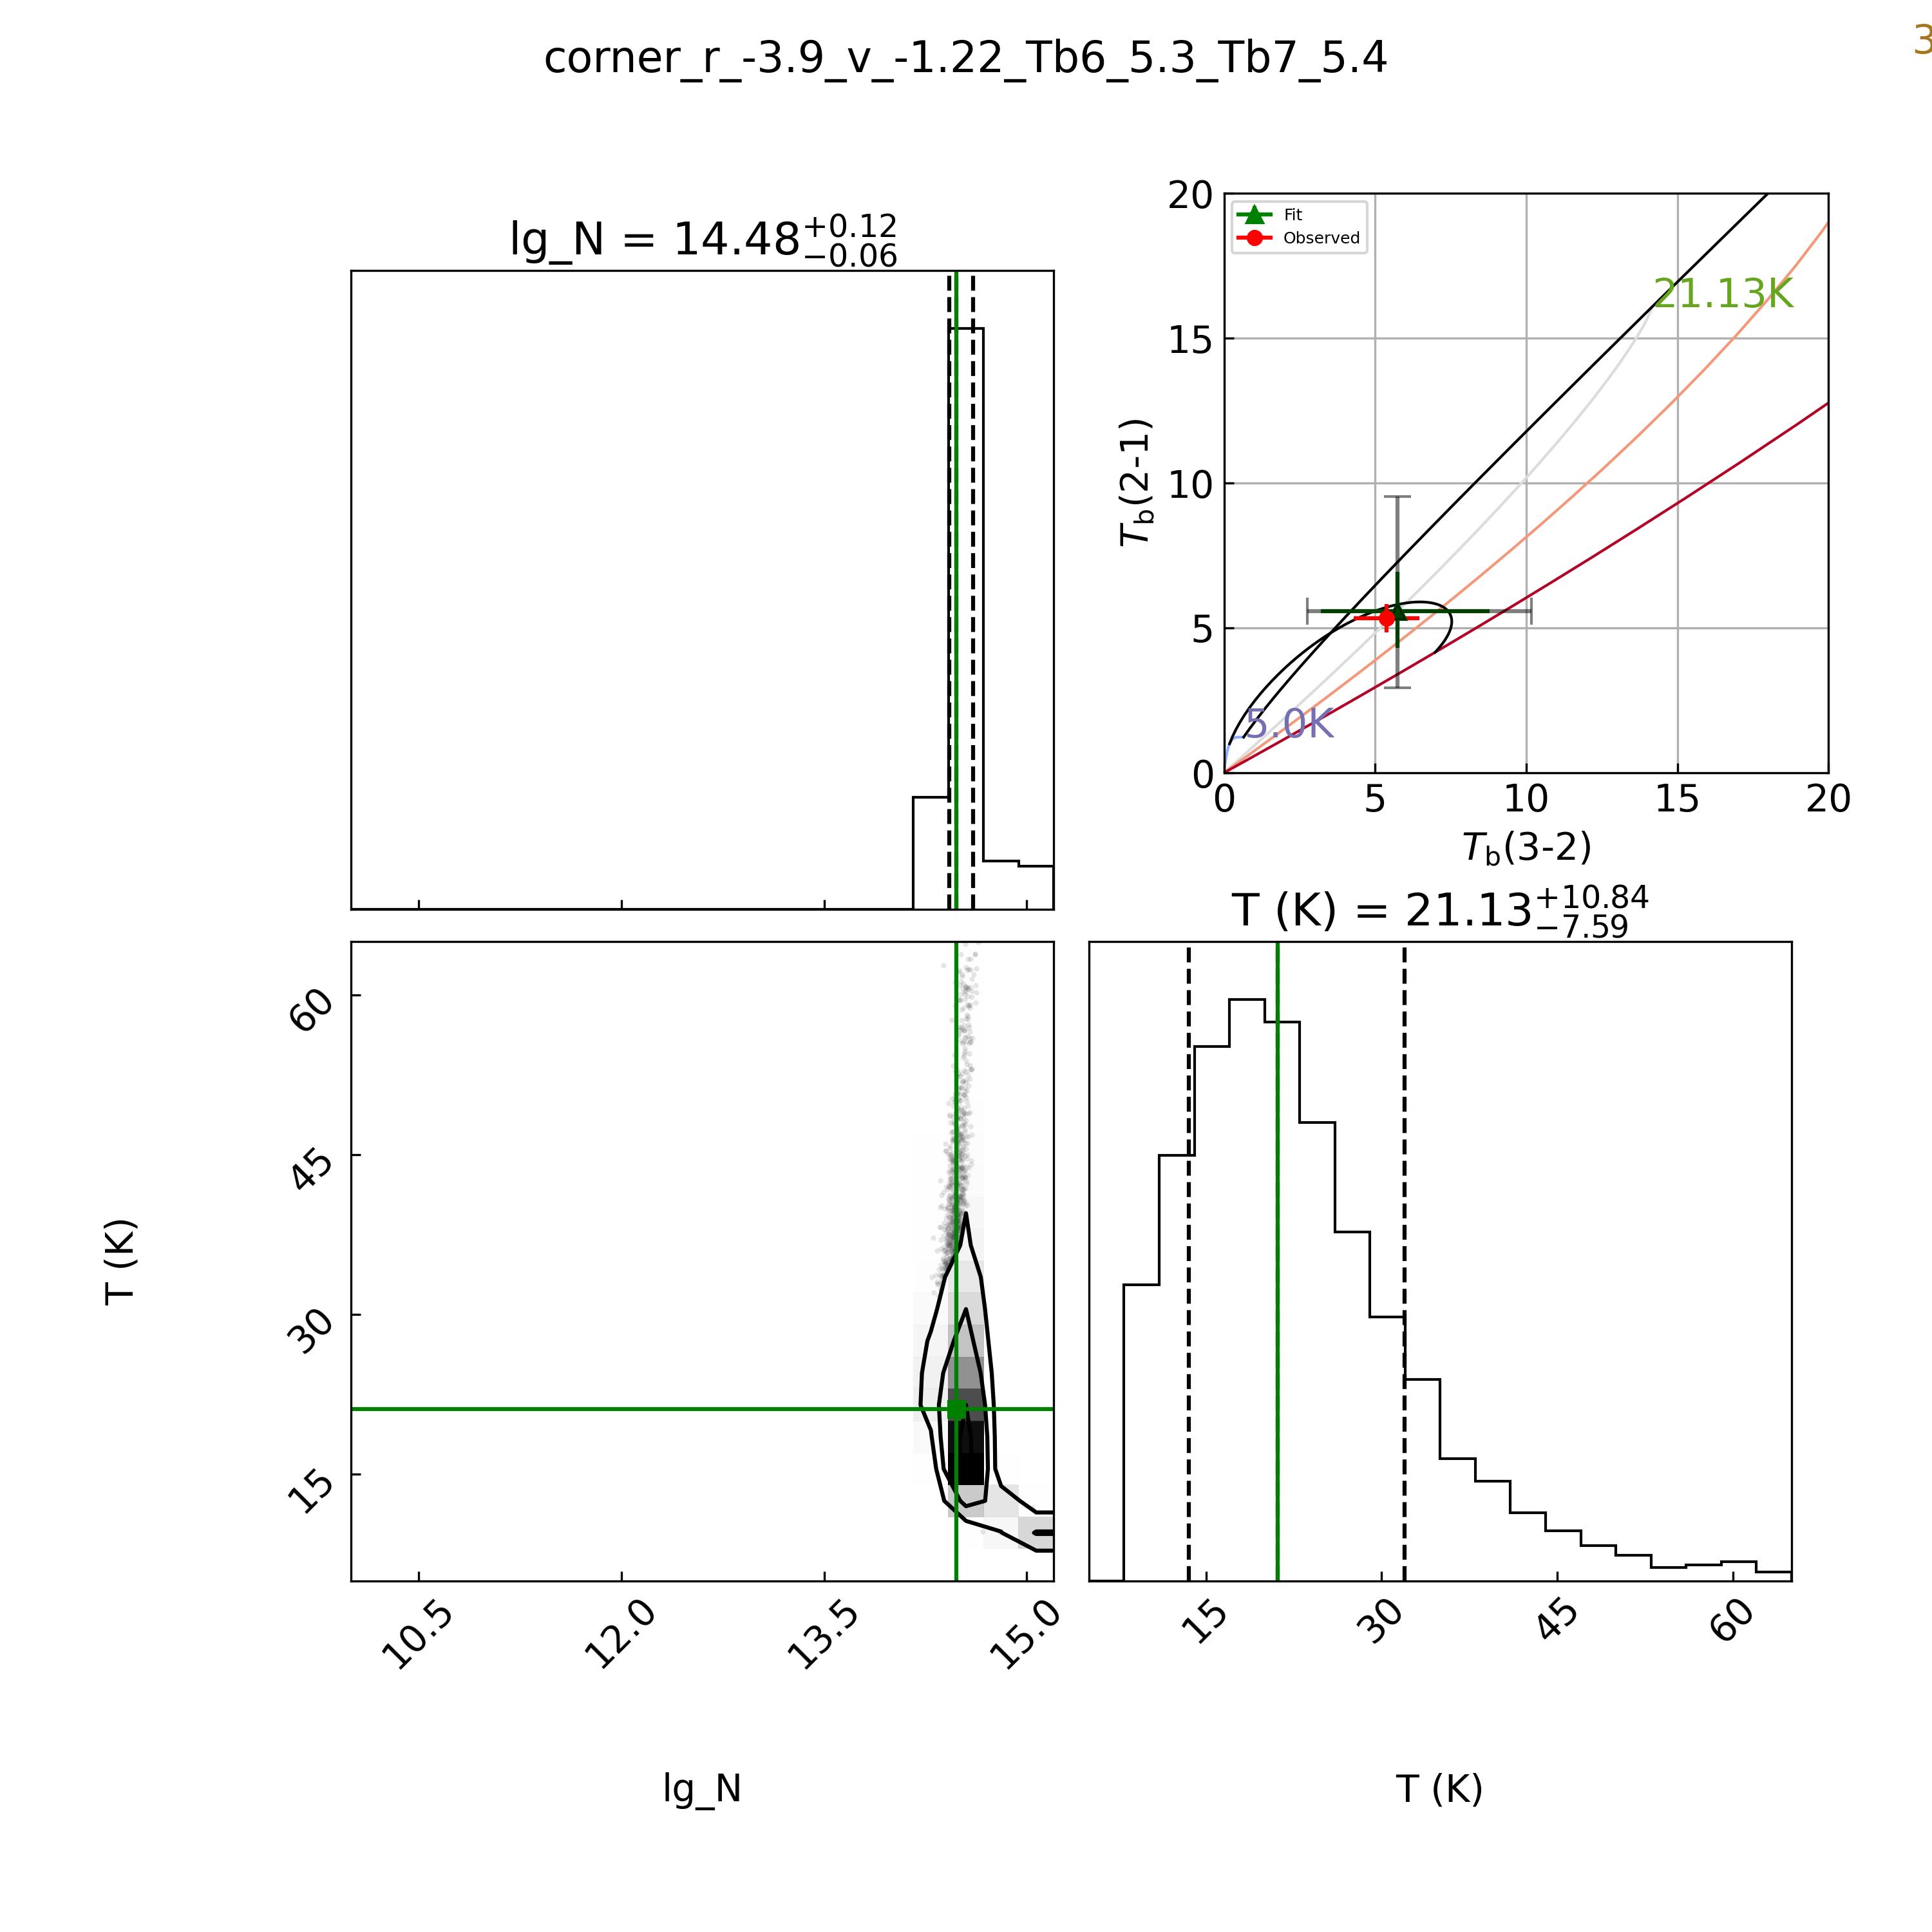 corner_r_-3.9_v_-1.22_Tb6_5.3_Tb7_5.4
3
lg_N = 14.48 +0.12 −0.06
20
15
10
5
0
Fit
Observed
21.13K
5.0K
T_b(2-1)
0 5 10 15 20
T_b(3-2)
T (K) = 21.13 +10.84 −7.59
60
45
30
15
T (K)
10.5 12.0 13.5 15.0
15 30 45 60
lg_N
T (K)